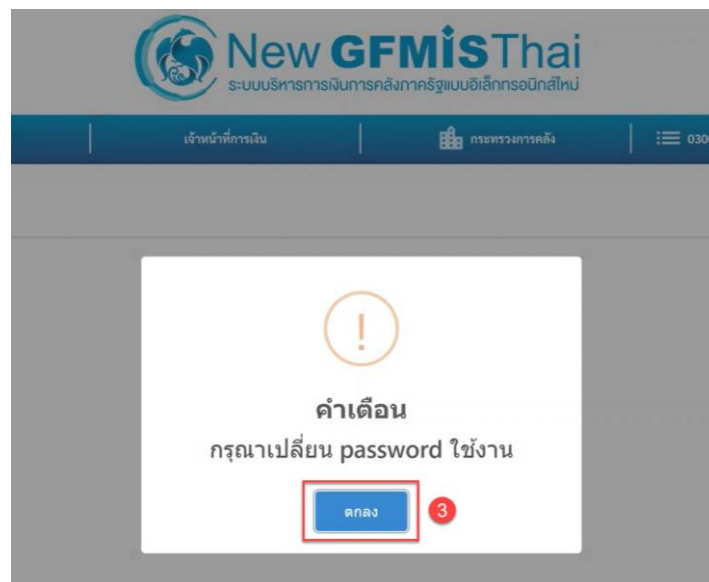 New GFMIS Thai
ระบบบริหารการเงินการคลังภาครัฐแบบอิเล็กทรอนิกส์ใหม่
เจ้าหน้าที่การเงิน
กระทรวงการคลัง
030
!
คำเตือน
กรุณาเปลี่ยน password ใช้งาน
ตกลง
3